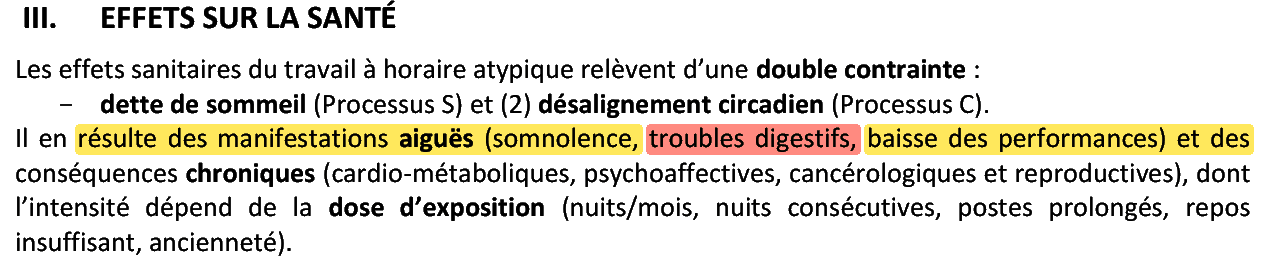 III. EFFETS SUR LA SANTÉ
Les effets sanitaires du travail à horaire atypique relèvent d’une double contrainte :
− dette de sommeil (Processus S) et (2) désalignement circadien (Processus C).
Il en résulte des manifestations aiguës (somnolence, troubles digestifs, baisse des performances) et des
conséquences chroniques (cardio-métaboliques, psychoaffectives, cancérologiques et reproductives), dont
l’intensité dépend de la dose d’exposition (nuits/mois, nuits consécutives, postes prolongés, repos
insuffisant, ancienneté).